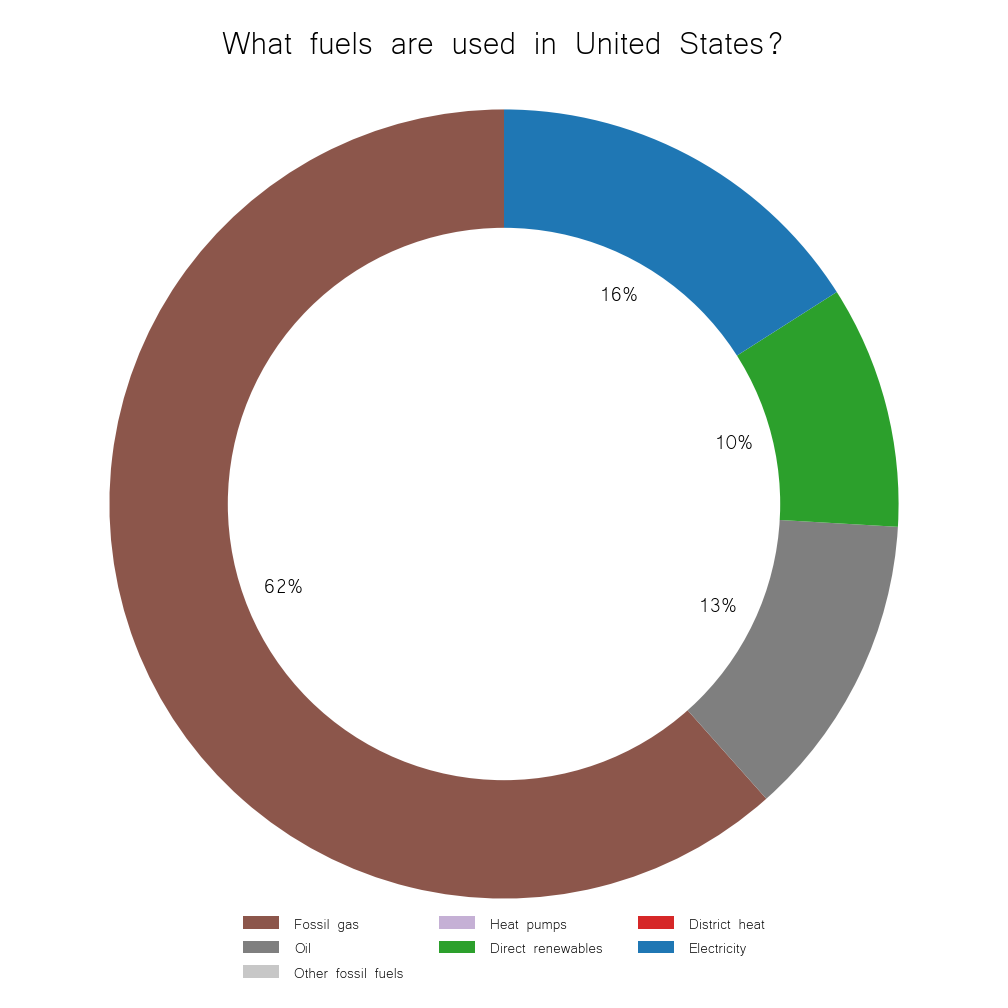 What fuels are used in United States?
16%
10%
62%
13%
Fossil gas
Heat pumps
District heat
Oil
Direct renewables
Electricity
Other fossil fuels